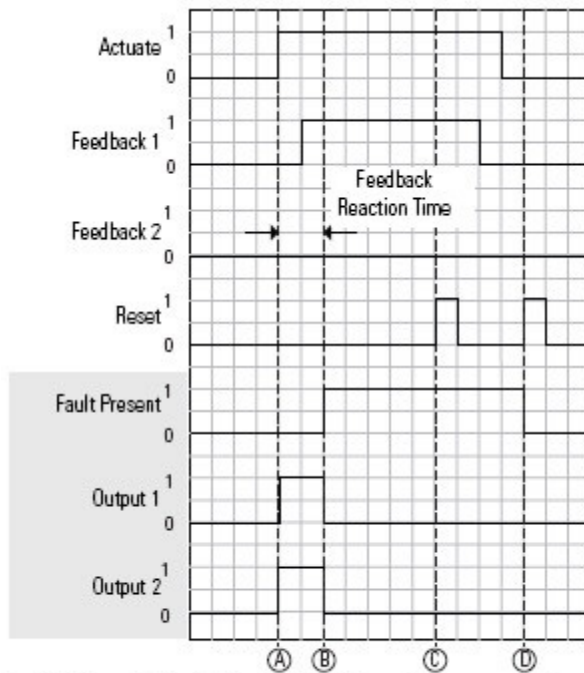 Actuate 1
0
Feedback 1 1
0
Feedback
Reaction Time
Feedback 2 1
0
Reset 1
0
Fault Present 1
0
Output 1 1
0
Output 2 1
0
A B C D